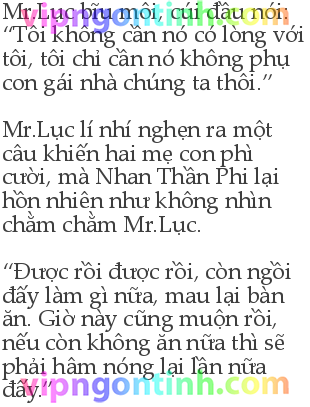 Mr.Lục bĩu môi, cúi đầu nói:
vipngontinh.com
“Tôi không cần nó có lòng với
tôi, tôi chỉ cần nó không phụ
con gái nhà chúng ta thôi.”
Mr.Lục lí nhí nghẹn ra một
câu khiến hai mẹ con phì
cười, mà Nhan Thần Phi lại
hồn nhiên như không nhìn
chằm chằm Mr.Lục.
“Được rồi được rồi, còn ngồi
đấy làm gì nữa, mau lại bàn
ăn. Giờ này cũng muộn rồi,
nếu còn không ăn nữa thì sẽ
phải hâm nóng lại lần nữa
đấy.”
vipngontinh.com